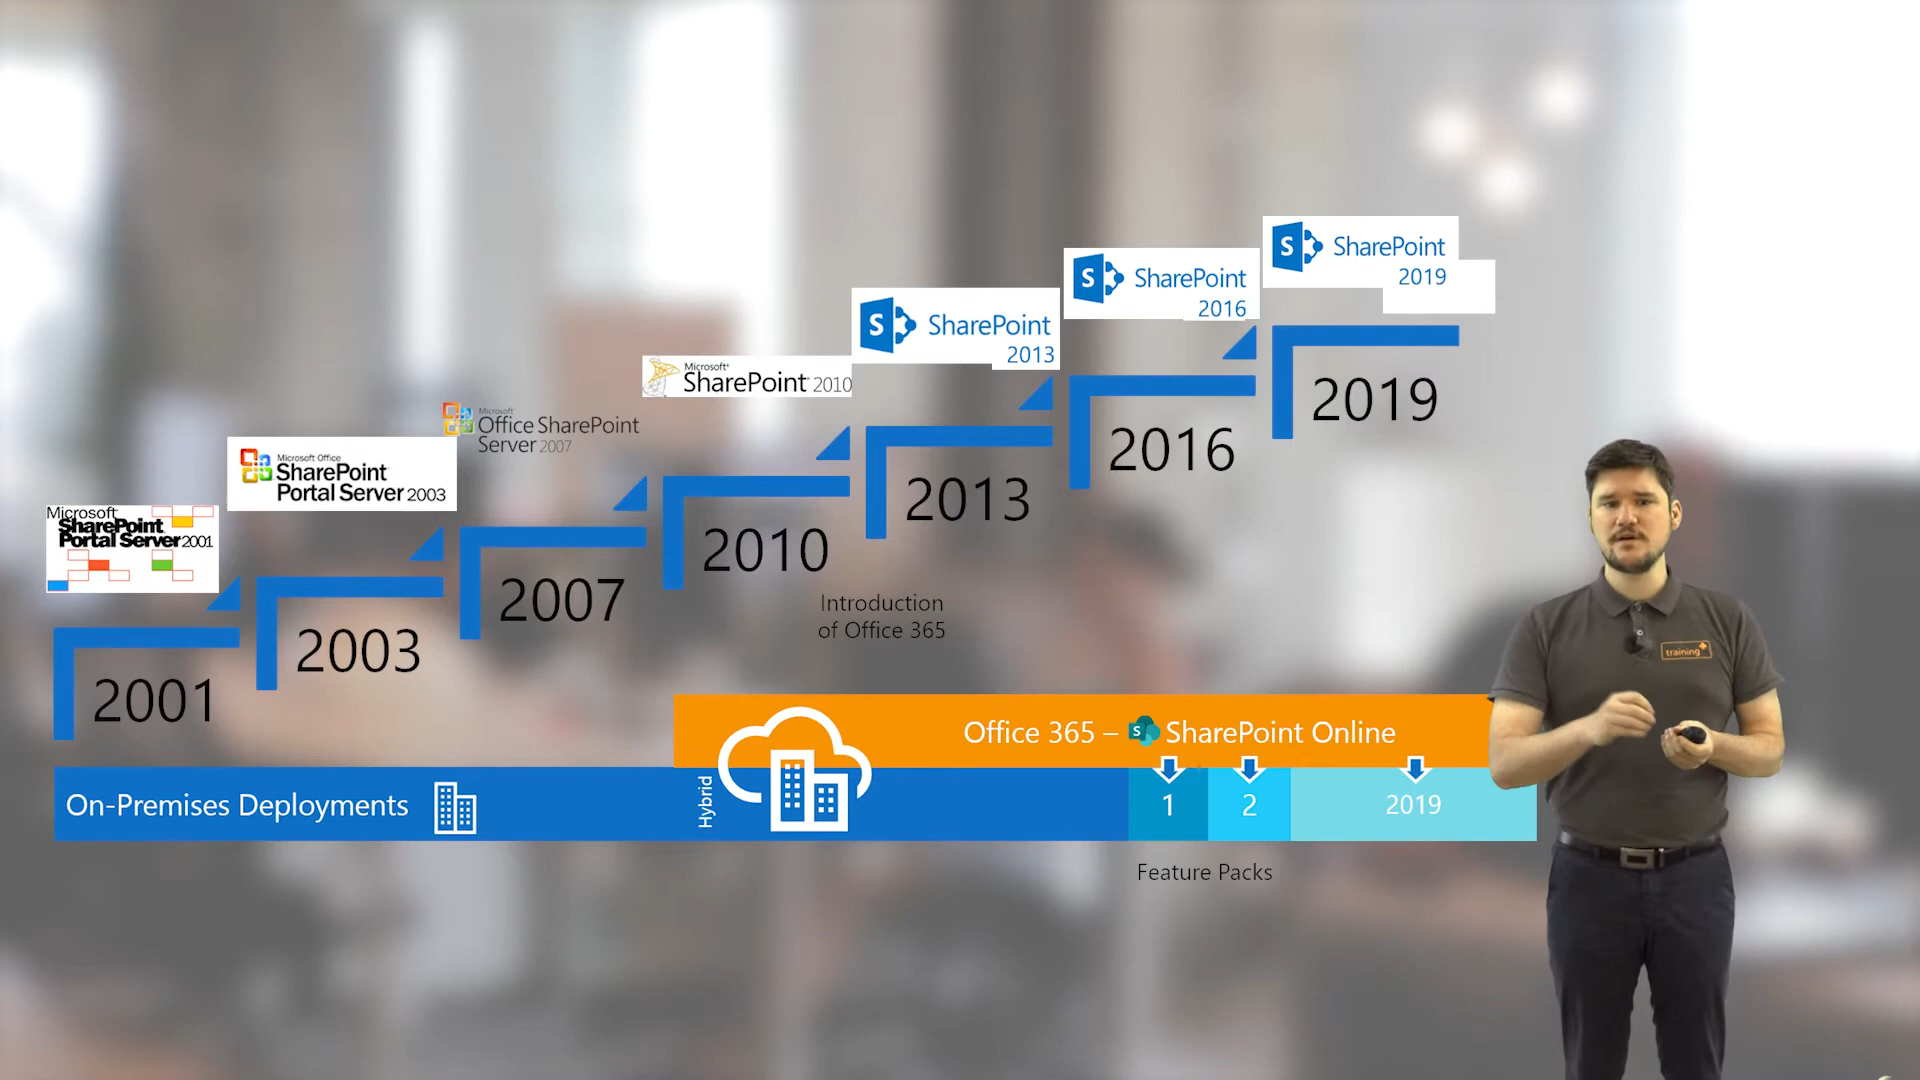 Microsoft
SharePoint
Portal Server 2001
2001
Microsoft Office
SharePoint
Portal Server 2003
2003
Microsoft
Office SharePoint
Server 2007
2007
Microsoft
SharePoint 2010
2010
S SharePoint
2013
2013
S SharePoint
2016
2016
S SharePoint
2019
2019
Introduction
of Office 365
Office 365 – S SharePoint Online
On-Premises Deployments
Hybrid
1
2
2019
Feature Packs
training